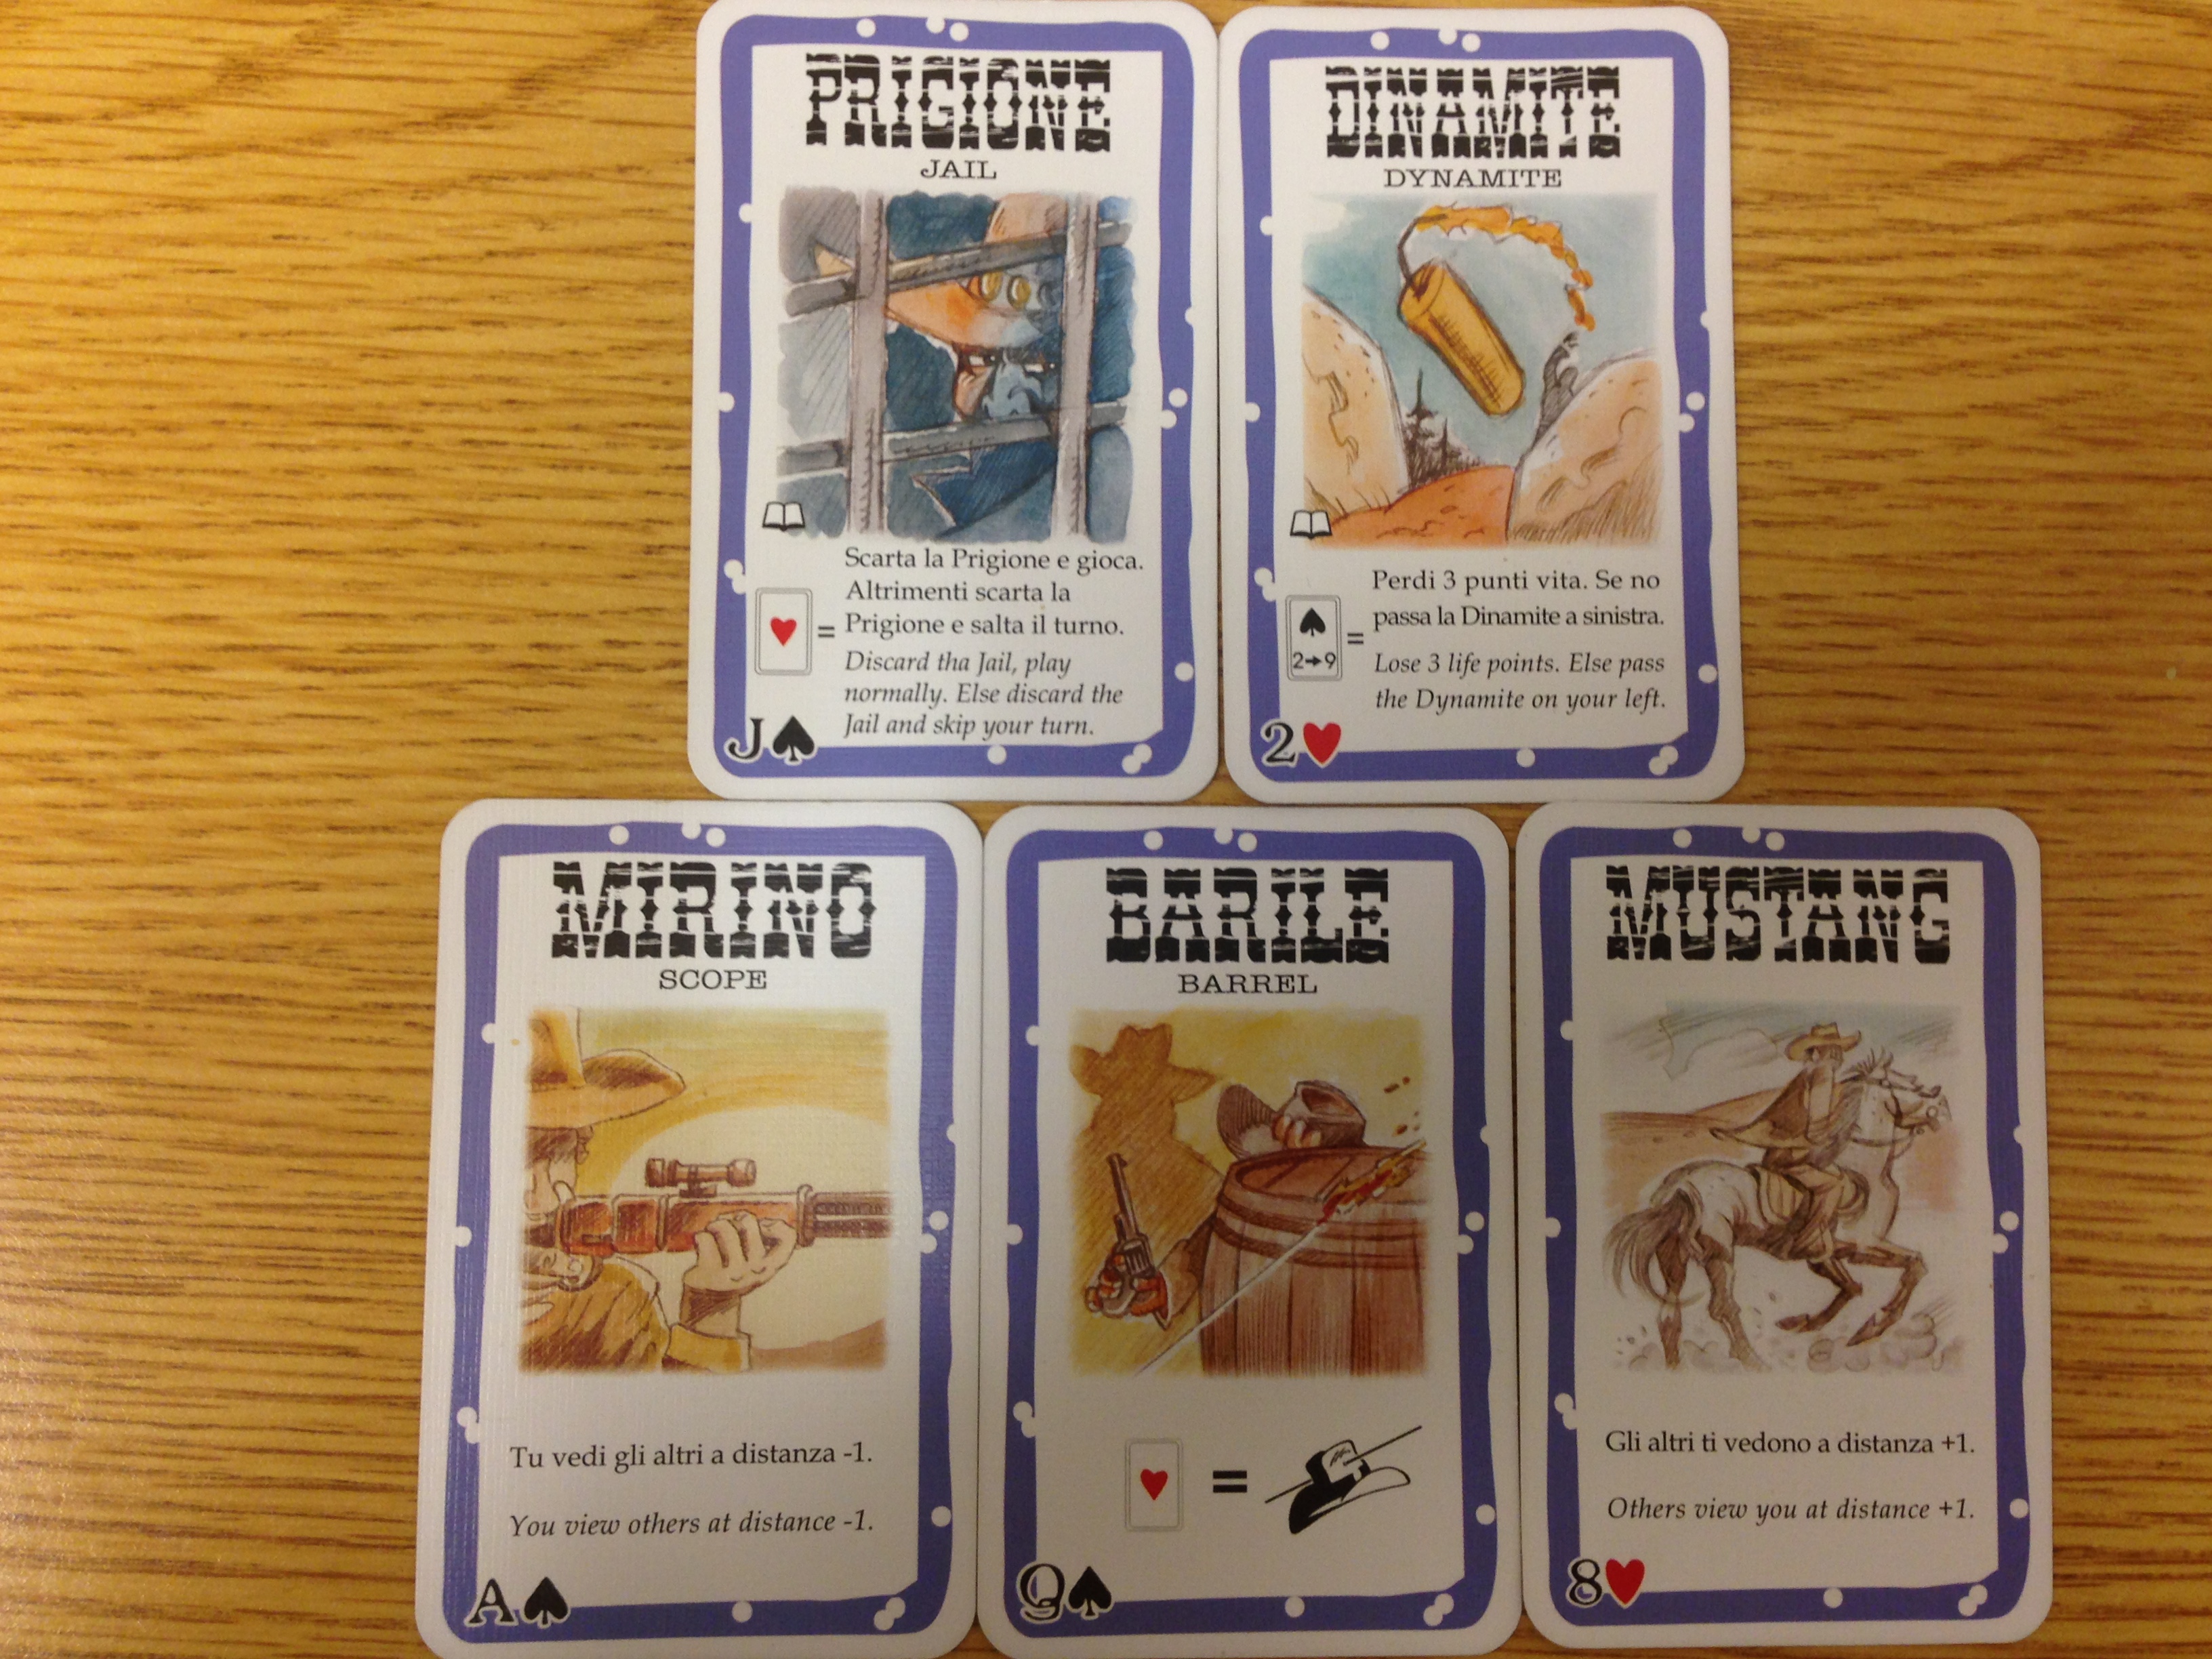 PRIGIONE
JAIL
Scarta la Prigione e gioca.
Altrimenti scarta la
Prigione e salta il turno.
=
Discard tha Jail, play
normally. Else discard the
Jail and skip your turn.
J♠
DINAMITE
DYNAMITE
Perdi 3 punti vita. Se no
passa la Dinamite a sinistra.
♠
2→9
=
Lose 3 life points. Else pass
the Dynamite on your left.
2♥
MIRINO
SCOPE
Tu vedi gli altri a distanza -1.
You view others at distance -1.
A♠
BARILE
BARREL
=
Q♠
MUSTANG
Gli altri ti vedono a distanza +1.
Others view you at distance +1.
8♥